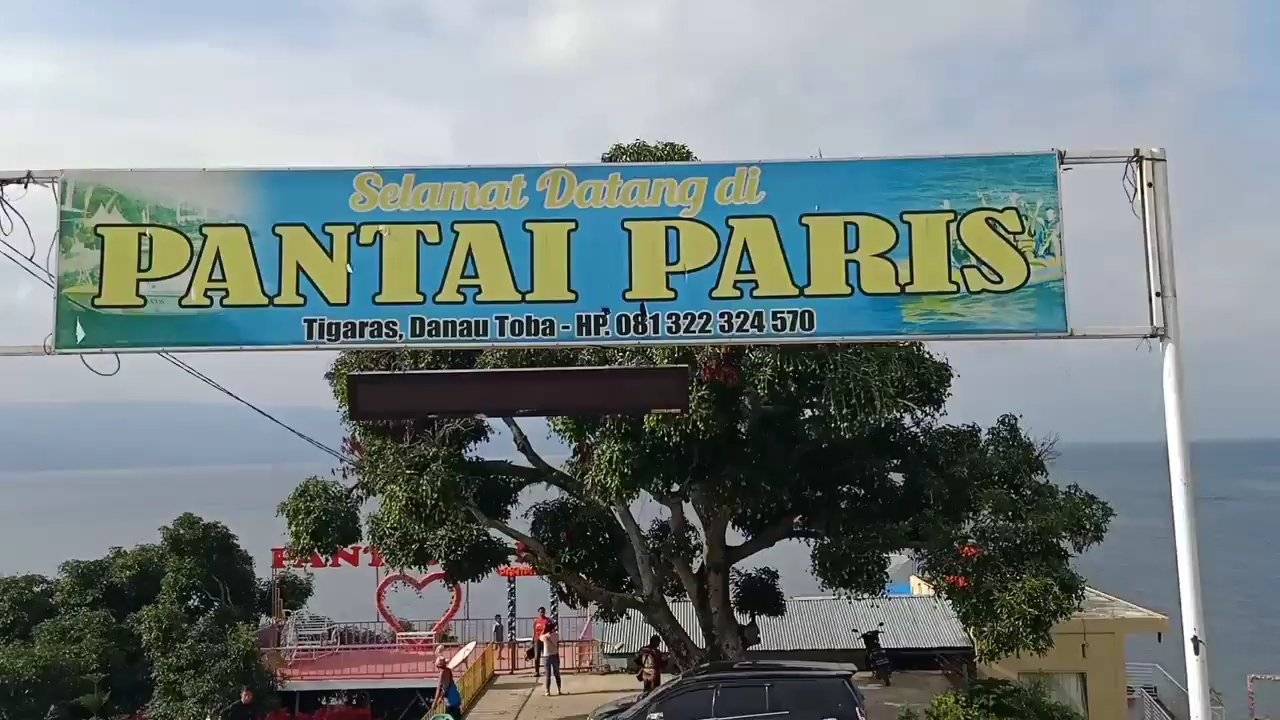 Selamat Datang di
PANTAI PARIS
Tigaras, Danau Toba - HP. 081 322 324 570